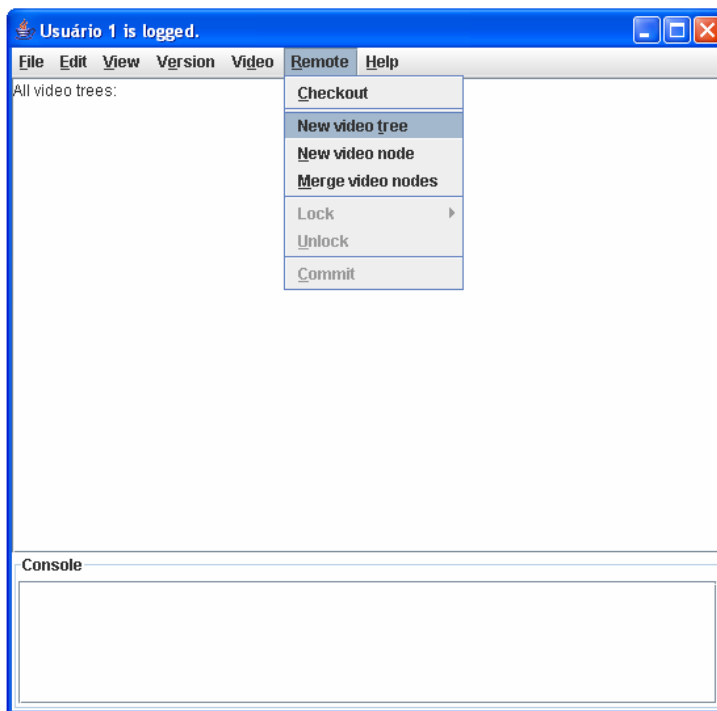 Usuário 1 is logged.
File Edit View Version Video Remote Help
All video trees:
Checkout
New video tree
New video node
Merge video nodes
Lock
Unlock
Commit
Console